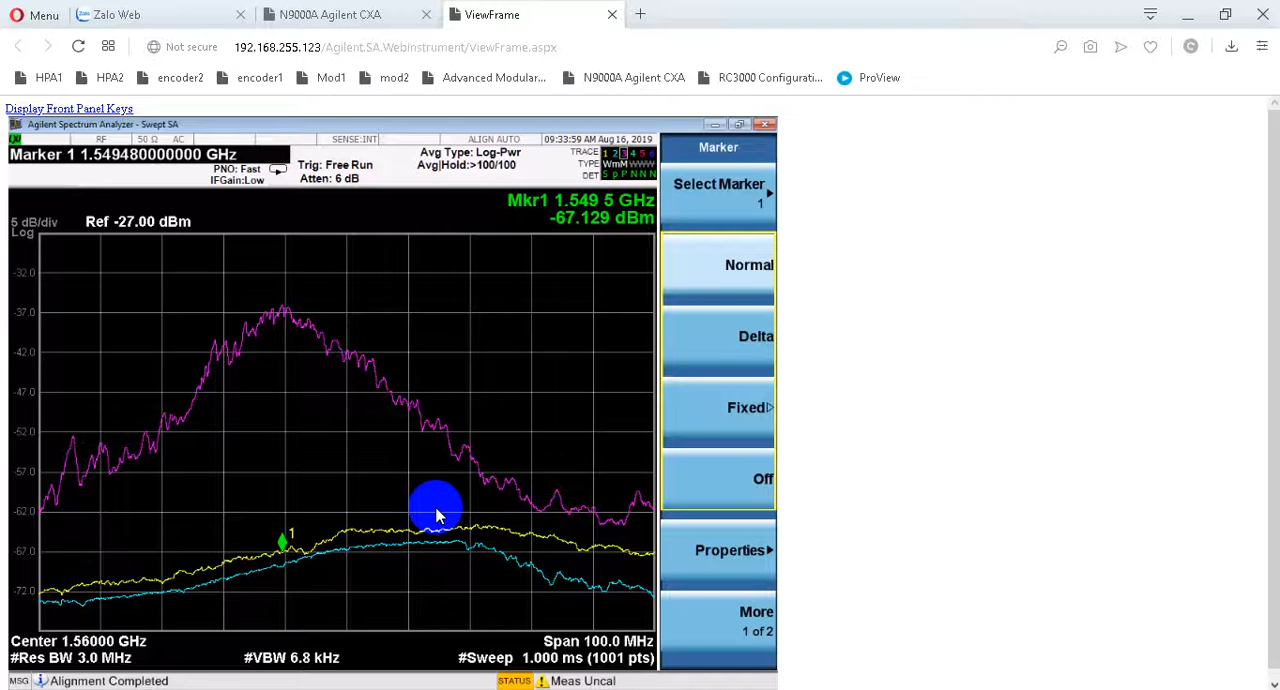 Menu
Zalo Web
N9000A Agilent CXA
ViewFrame
Not secure 192.168.255.123/Agilent.SA.WebInstrument/ViewFrame.aspx
HPA1 HPA2 encoder2 encoder1 Mod1 mod2 Advanced Modular... N9000A Agilent CXA RC3000 Configurati... ProView
Display Front Panel Keys
Agilent Spectrum Analyzer - Swept SA
RF 50 Ω AC SENSE:INT ALIGN AUTO 09:33:59 AM Aug 16, 2019
Marker 1 1.549480000000 GHz
PNO: Fast
IFGain:Low
Trig: Free Run
Atten: 6 dB
Avg Type: Log-Pwr
Avg|Hold:>100/100
TRACE 1 2 3 4 5 6
TYPE
DET S p P N N N
Mkr1 1.549 5 GHz
-67.129 dBm
5 dB/div Ref -27.00 dBm
Log
-32.0
-37.0
-42.0
-47.0
-52.0
-57.0
-62.0
-67.0
-72.0
1
Center 1.56000 GHz Span 100.0 MHz
#Res BW 3.0 MHz #VBW 6.8 kHz #Sweep 1.000 ms (1001 pts)
MSG Alignment Completed STATUS Meas Uncal
Marker
Select Marker
1
Normal
Delta
Fixed
Off
Properties
More
1 of 2